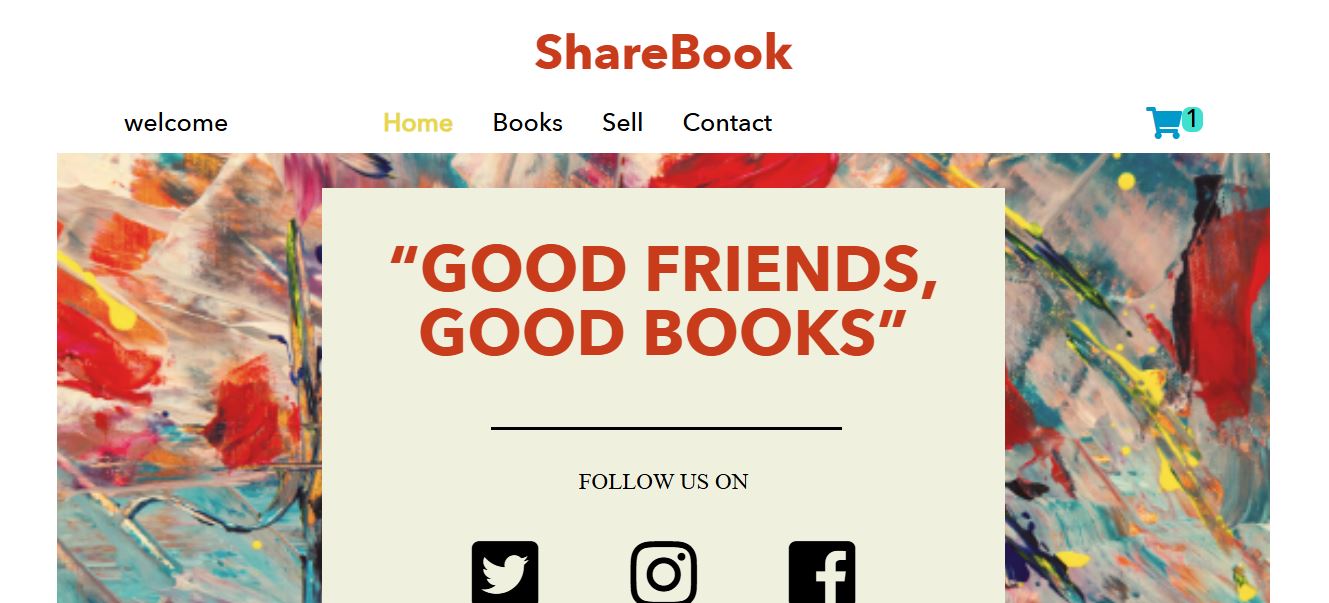 ShareBook
welcome Home Books Sell Contact 1
“GOOD FRIENDS,
GOOD BOOKS”
FOLLOW US ON